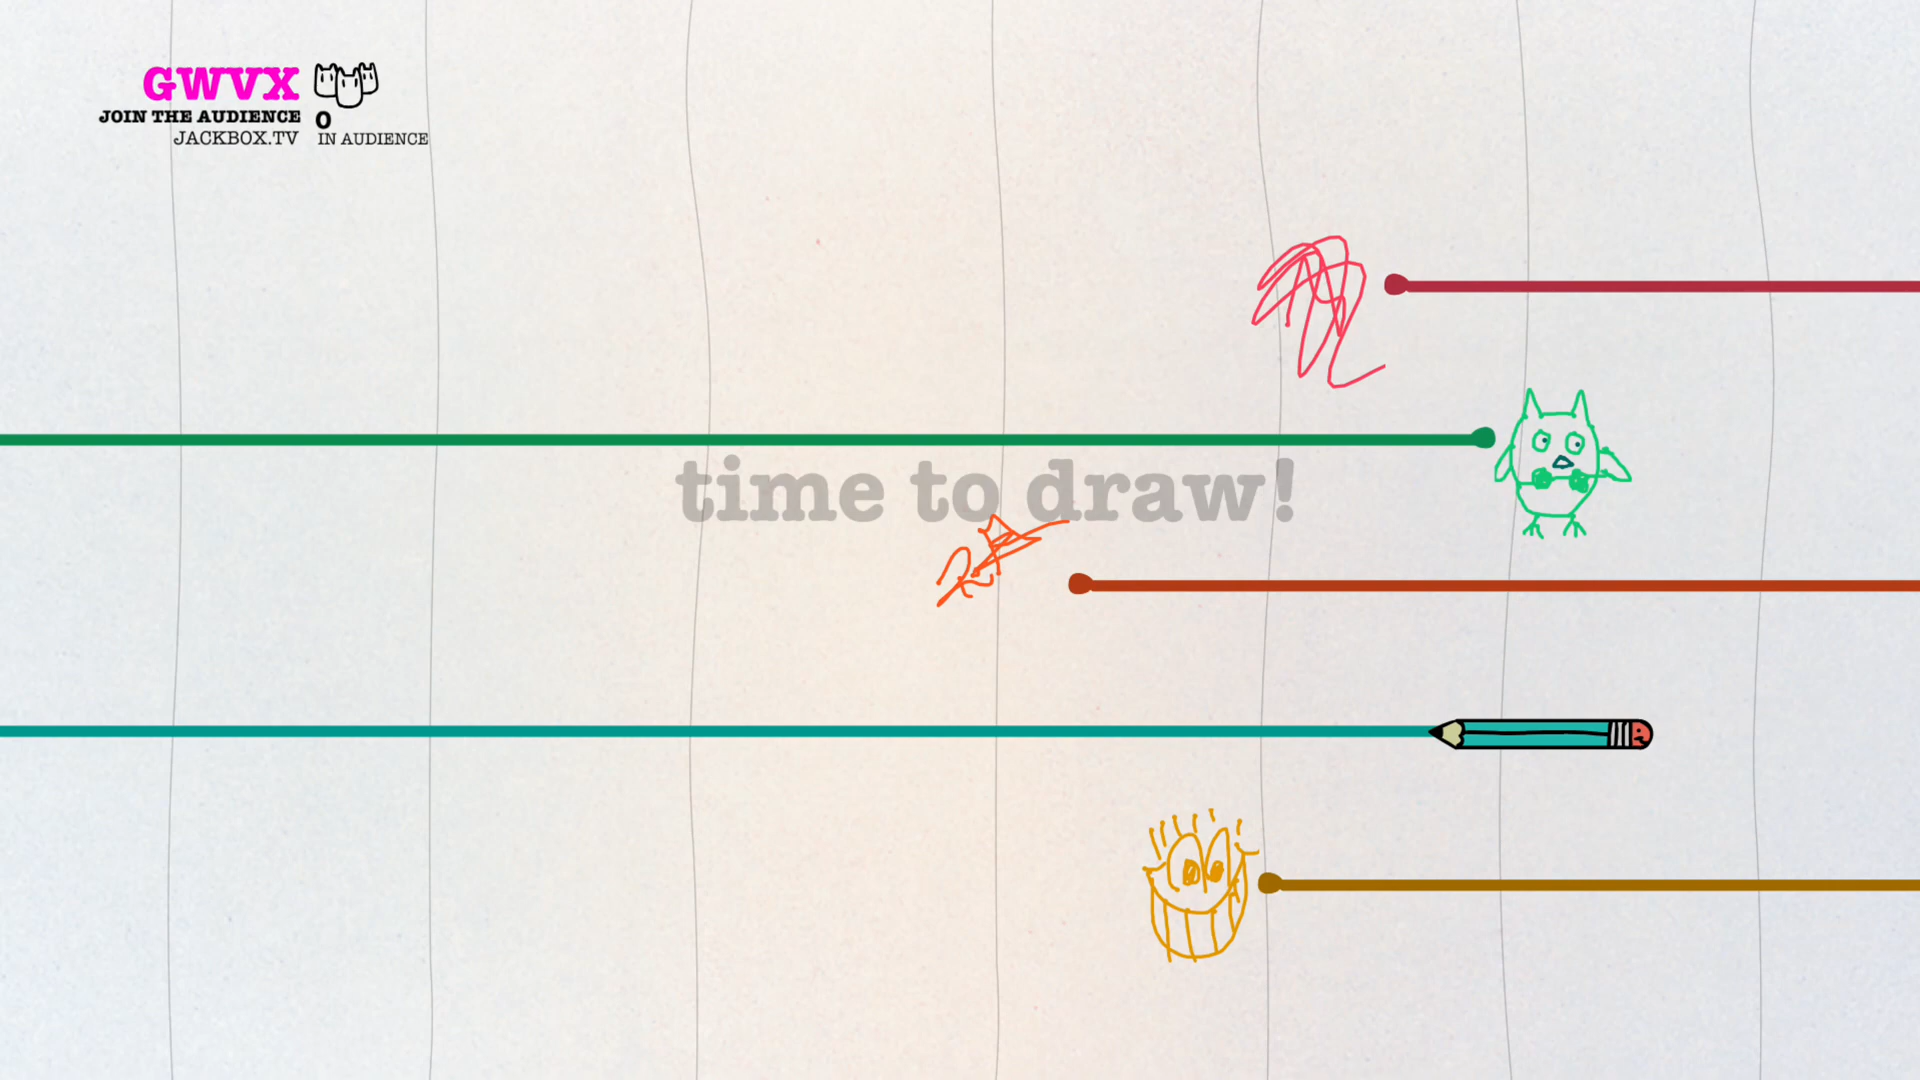 GWVX
JOIN THE AUDIENCE
JACKBOX.TV
0
IN AUDIENCE
time to draw!